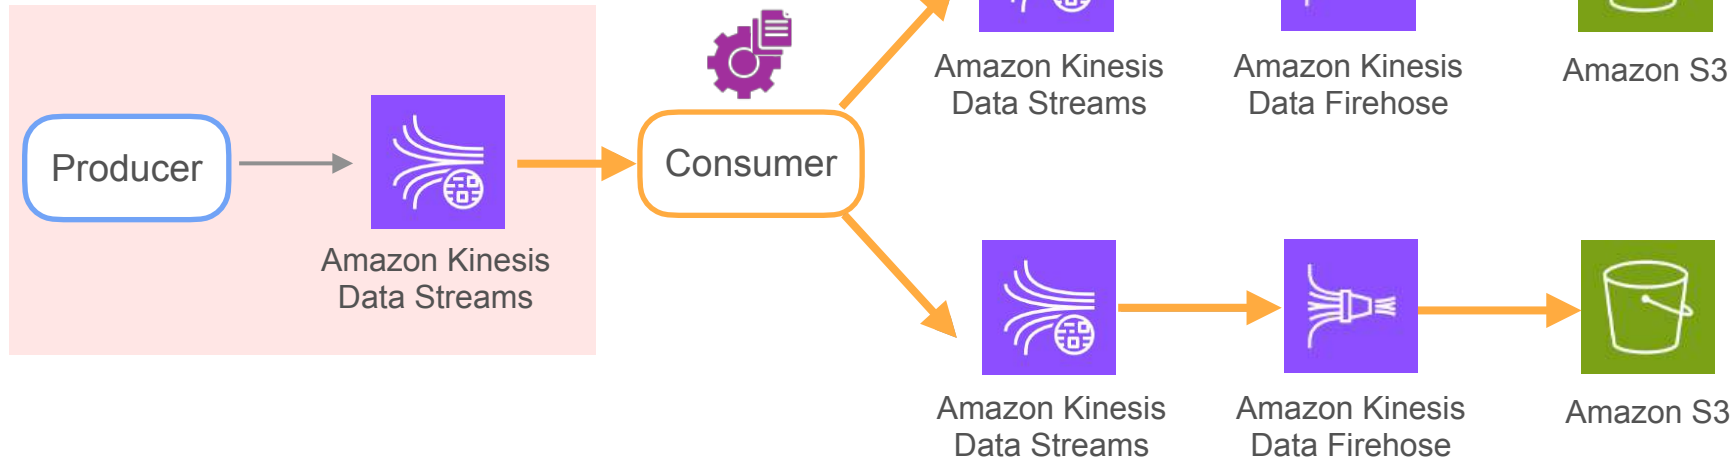 Amazon Kinesis
Data Streams
Amazon Kinesis
Data Firehose
Amazon S3
Producer
Consumer
Amazon Kinesis
Data Streams
Amazon Kinesis
Data Streams
Amazon Kinesis
Data Firehose
Amazon S3